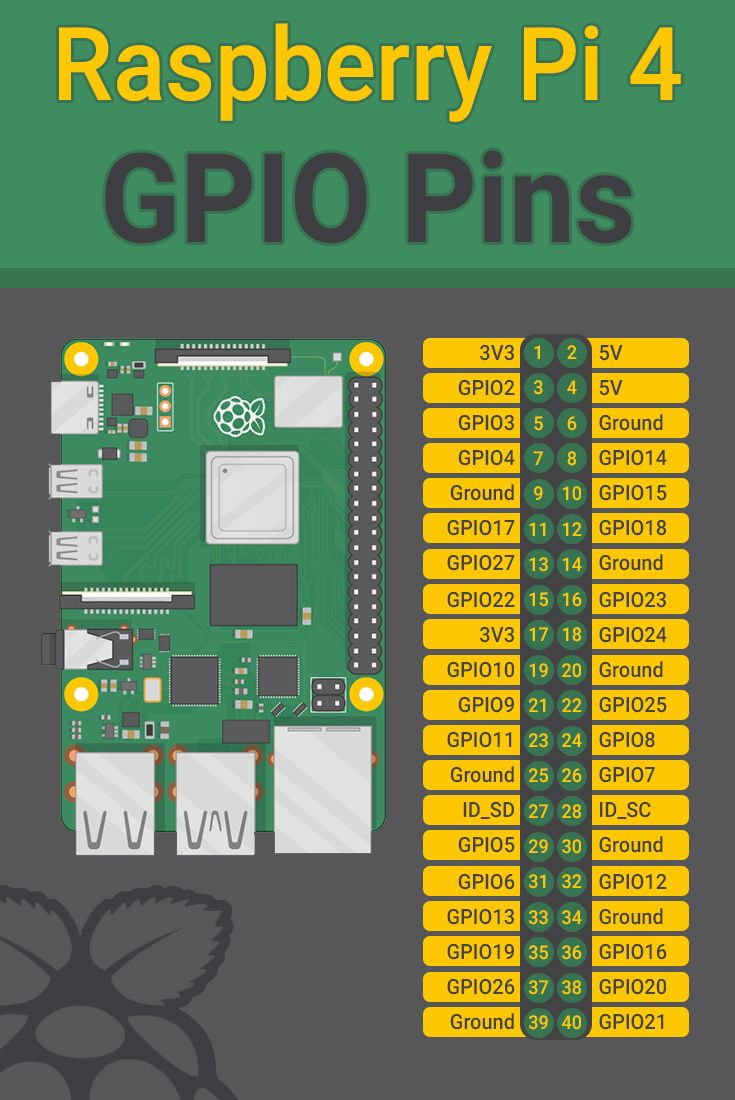 Raspberry Pi 4
GPIO Pins
3V3 1 2 5V
GPIO2 3 4 5V
GPIO3 5 6 Ground
GPIO4 7 8 GPIO14
Ground 9 10 GPIO15
GPIO17 11 12 GPIO18
GPIO27 13 14 Ground
GPIO22 15 16 GPIO23
3V3 17 18 GPIO24
GPIO10 19 20 Ground
GPIO9 21 22 GPIO25
GPIO11 23 24 GPIO8
Ground 25 26 GPIO7
ID_SD 27 28 ID_SC
GPIO5 29 30 Ground
GPIO6 31 32 GPIO12
GPIO13 33 34 Ground
GPIO19 35 36 GPIO16
GPIO26 37 38 GPIO20
Ground 39 40 GPIO21